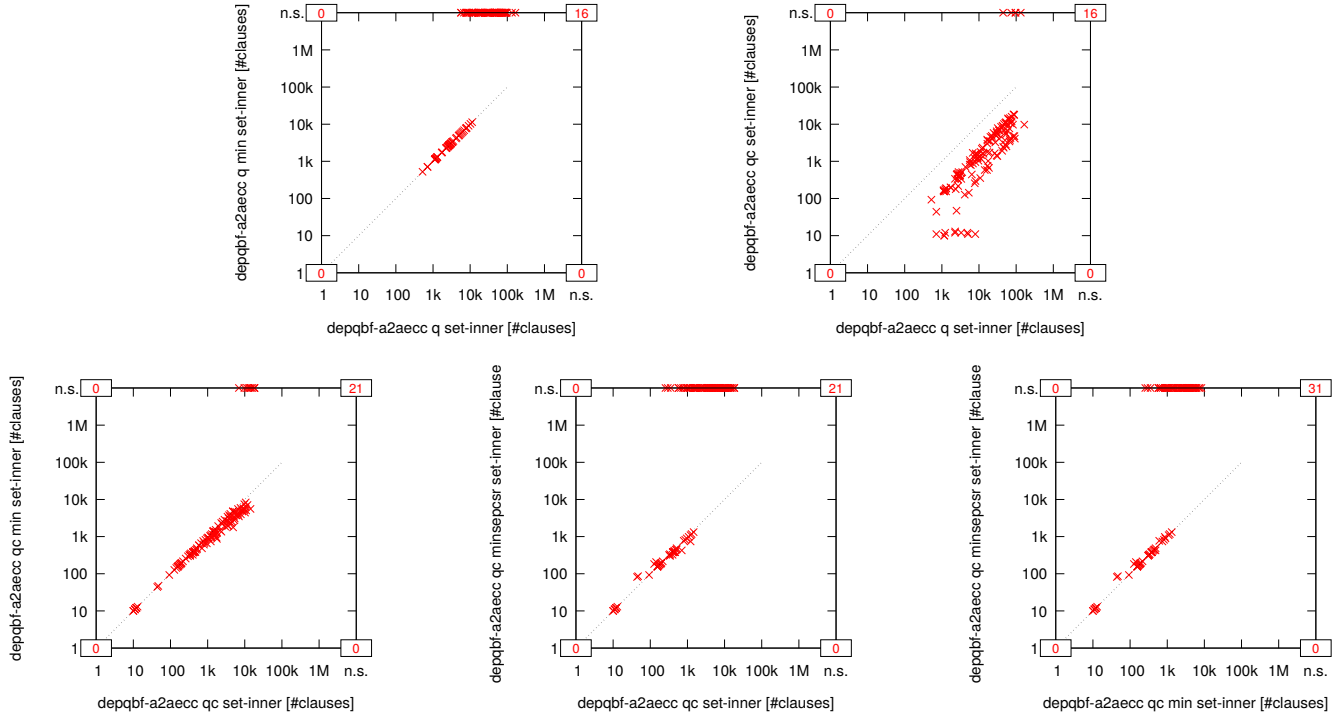 depqbf-a2aecc q min set-inner [#clauses]
n.s. 0 16
1M
100k
10k
1k
100
10
1 0 0
1 10 100 1k 10k 100k 1M n.s.
depqbf-a2aecc q set-inner [#clauses]
depqbf-a2aecc qc set-inner [#clauses]
n.s. 0 16
1M
100k
10k
1k
100
10
1 0 0
1 10 100 1k 10k 100k 1M n.s.
depqbf-a2aecc q set-inner [#clauses]
depqbf-a2aecc qc min set-inner [#clauses]
n.s. 0 21
1M
100k
10k
1k
100
10
1 0 0
1 10 100 1k 10k 100k 1M n.s.
depqbf-a2aecc qc set-inner [#clauses]
depqbf-a2aecc qc minsepcsr set-inner [#clause
n.s. 0 21
1M
100k
10k
1k
100
10
1 0 0
1 10 100 1k 10k 100k 1M n.s.
depqbf-a2aecc qc set-inner [#clauses]
depqbf-a2aecc qc minsepcsr set-inner [#clause
n.s. 0 31
1M
100k
10k
1k
100
10
1 0 0
1 10 100 1k 10k 100k 1M n.s.
depqbf-a2aecc qc min set-inner [#clauses]